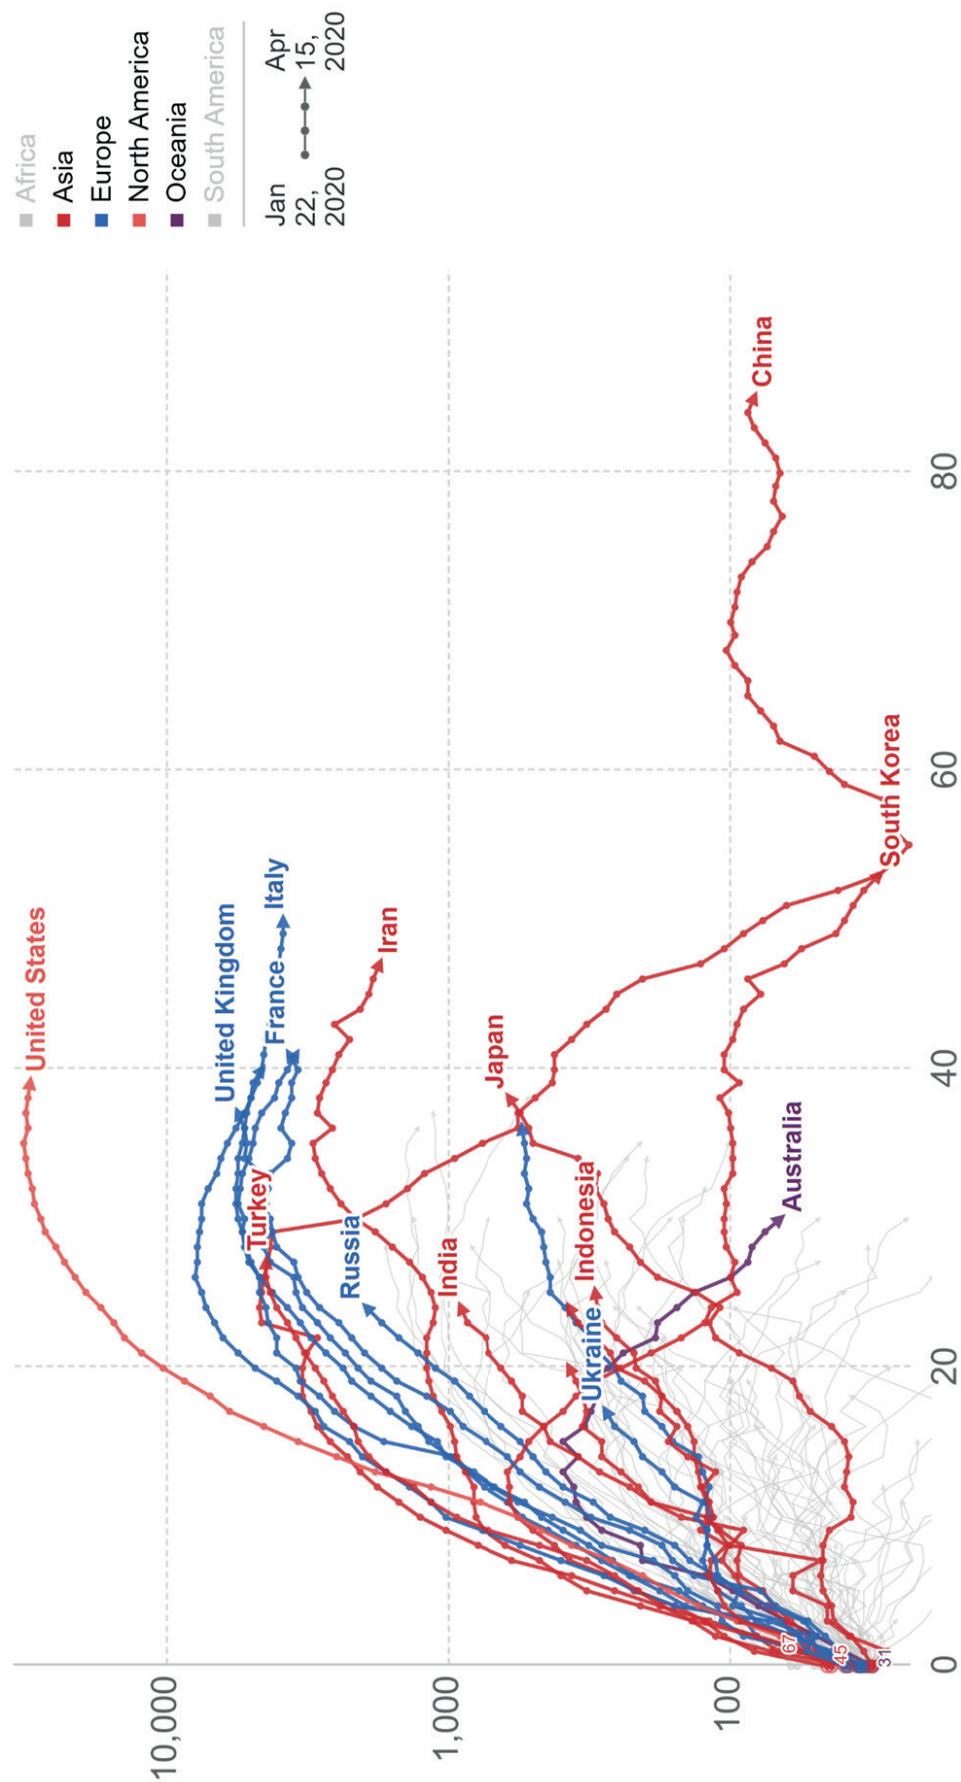 Africa
Asia
Europe
North America
Oceania
South America
Jan
22,
2020
Apr
15,
2020
10,000
1,000
100
0
20
40
60
80
United States
United Kingdom
France
Italy
Turkey
Iran
Russia
India
Japan
Indonesia
Ukraine
Australia
South Korea
China
67
45
31